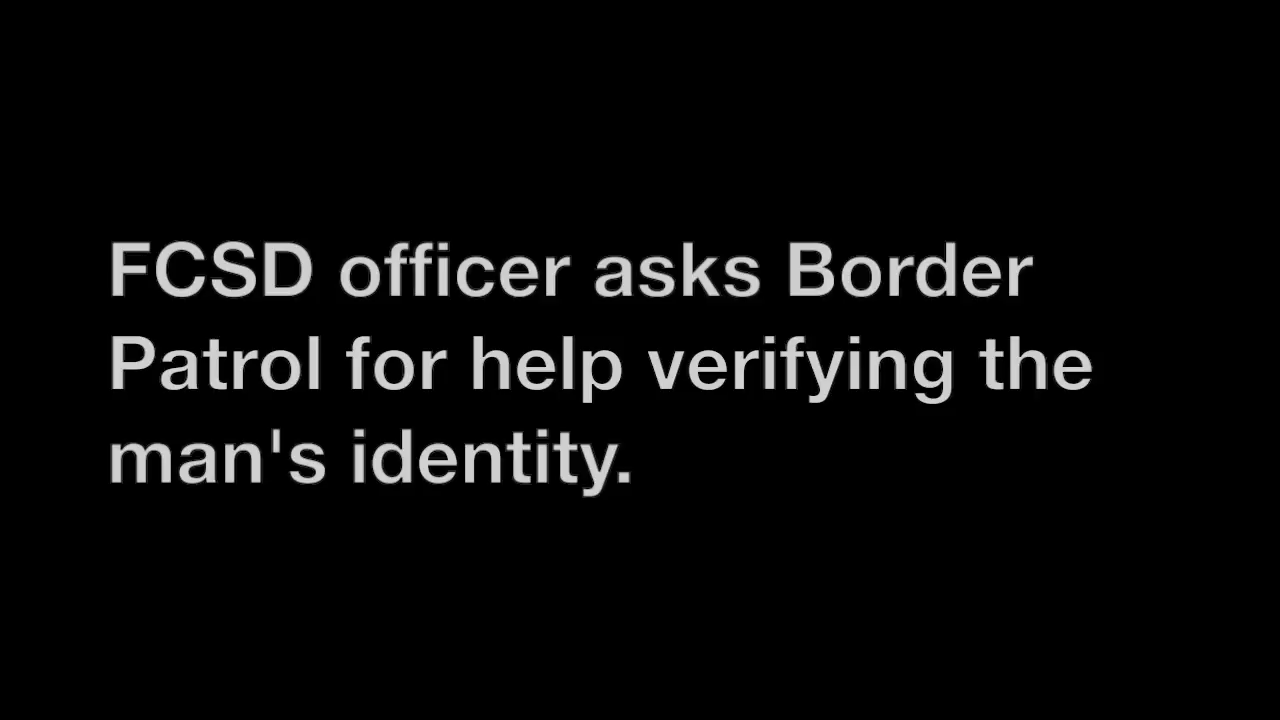 FCSD officer asks Border
Patrol for help verifying the
man's identity.